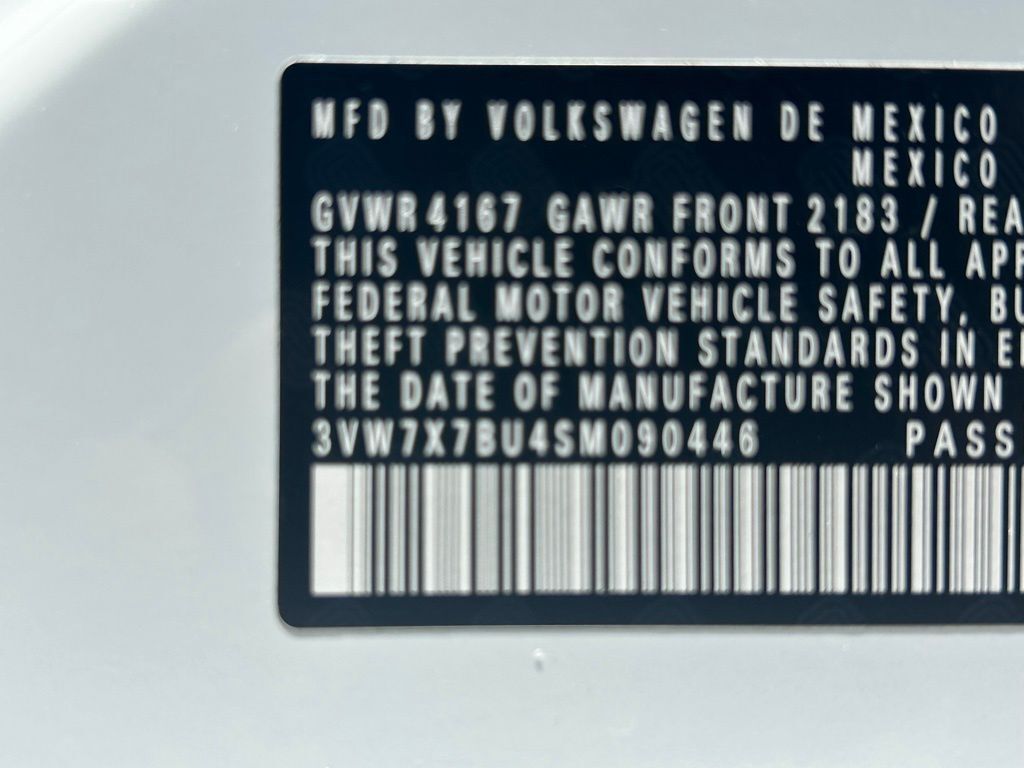 MFD BY VOLKSWAGEN DE MEXICO
MEXICO
GVWR 4167 GAWR FRONT 2183 / REA
THIS VEHICLE CONFORMS TO ALL APP
FEDERAL MOTOR VEHICLE SAFETY, BU
THEFT PREVENTION STANDARDS IN E
THE DATE OF MANUFACTURE SHOWN
3VW7X7BU4SM090446 PASS